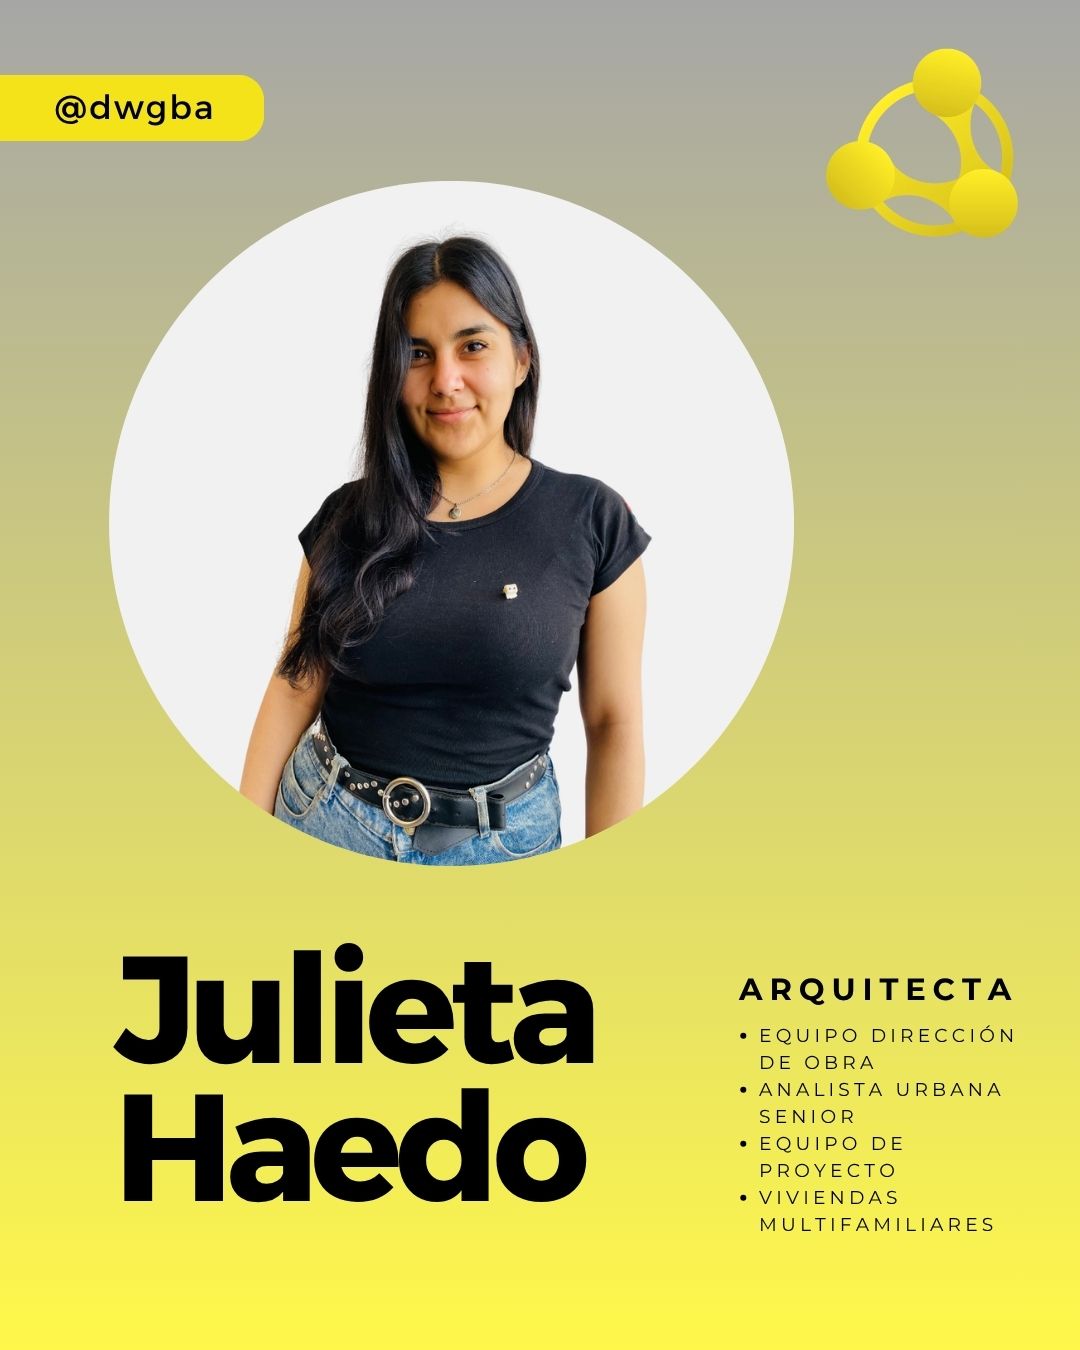 @dwgba
Julieta
Haedo
ARQUITECTA
• EQUIPO DIRECCIÓN
DE OBRA
• ANALISTA URBANA
SENIOR
• EQUIPO DE
PROYECTO
• VIVIENDAS
MULTIFAMILIARES